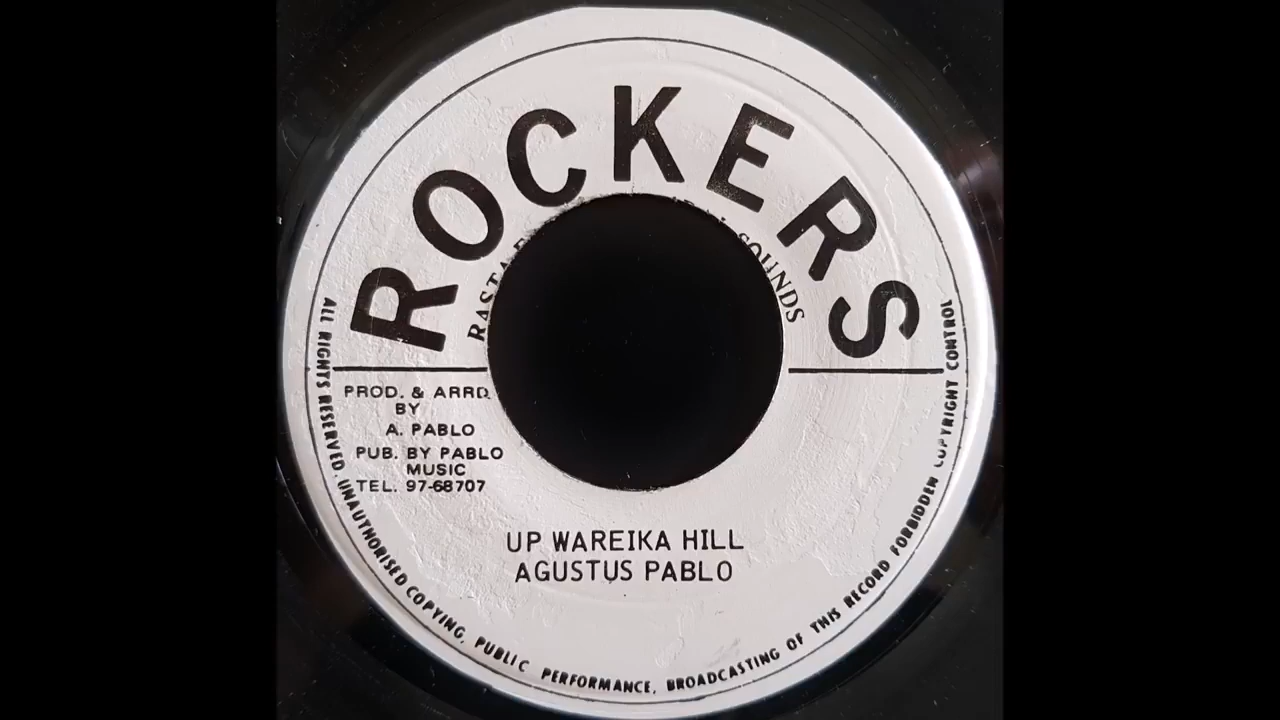 ROCKERS
SOUNDS
PROD. & ARRD.
BY
A. PABLO
PUB. BY PABLO
MUSIC
TEL. 97-68707
UP WAREIKA HILL
AGUSTUS PABLO
ALL RIGHTS RESERVED. UNAUTHORISED COPYING, PUBLIC PERFORMANCE, BROADCASTING OF THIS RECORD FORBIDDEN COPYRIGHT CONTROL